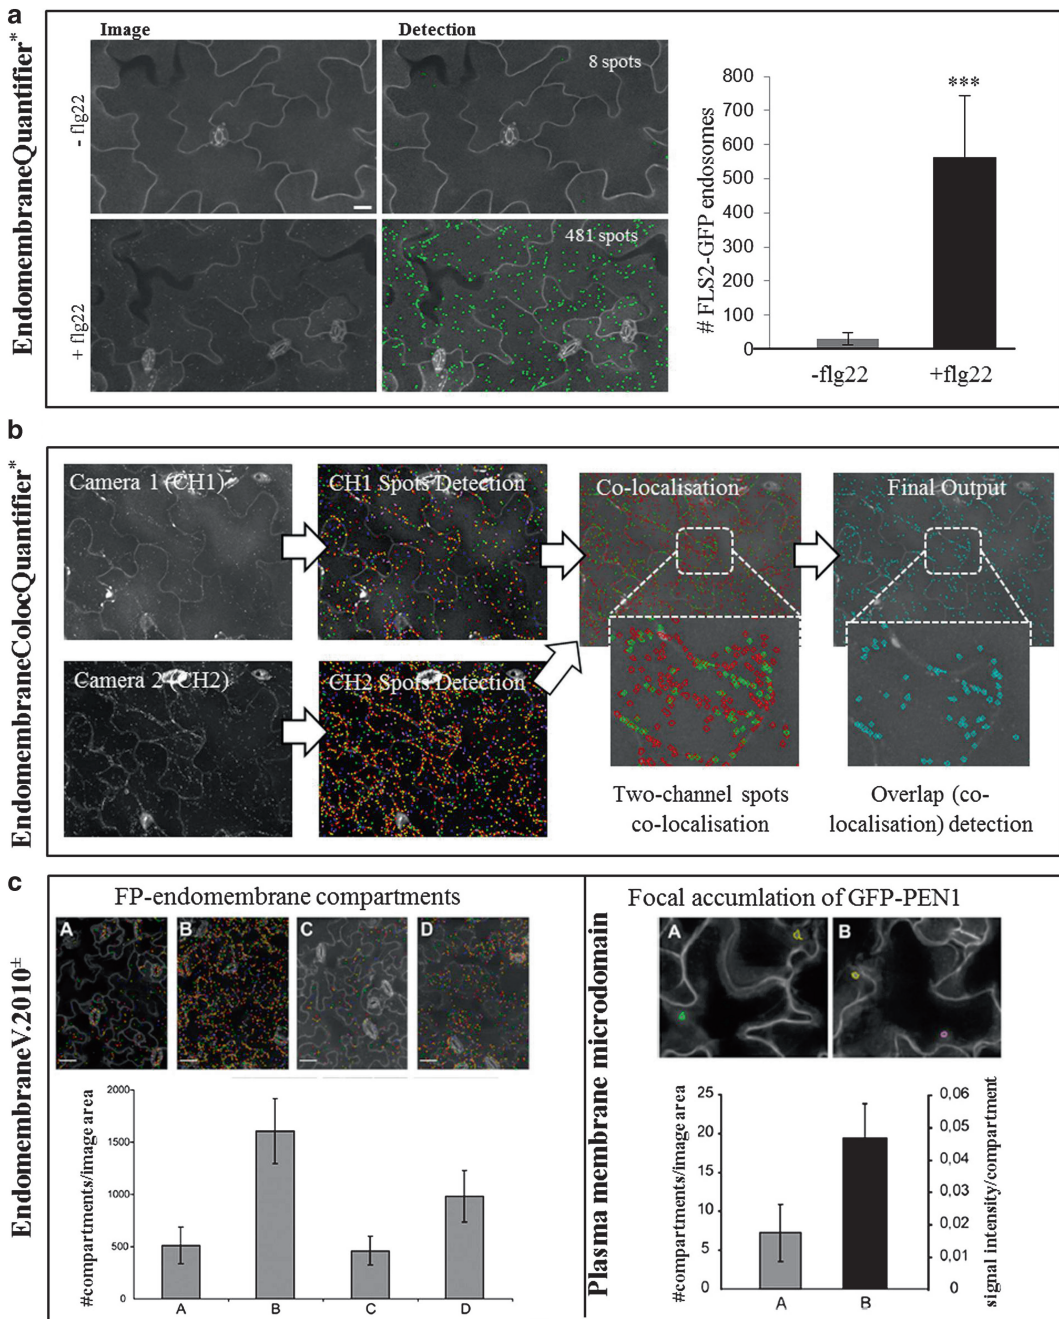 a
EndomembraneQuantifier*
Image
Detection
- flg22
8 spots
+ flg22
481 spots
# FLS2-GFP endosomes
800
700
600
500
400
300
200
100
0
***
-flg22
+flg22
b
EndomembraneColocQuantifier*
Camera 1 (CH1)
CH1 Spots Detection
Co-localisation
Final Output
Camera 2 (CH2)
CH2 Spots Detection
Two-channel spots
co-localisation
Overlap (co-
localisation) detection
c
EndomembraneV.2010±
FP-endomembrane compartments
A
B
C
D
#compartments/image area
2000
1500
1000
500
0
A
B
C
D
Plasma membrane microdomain
Focal accumlation of GFP-PEN1
A
B
#compartments/image area
25
20
15
10
5
0
A
B
0,06
0,05
0,04
0,03
0,02
0,01
0
signal intensity/compartment